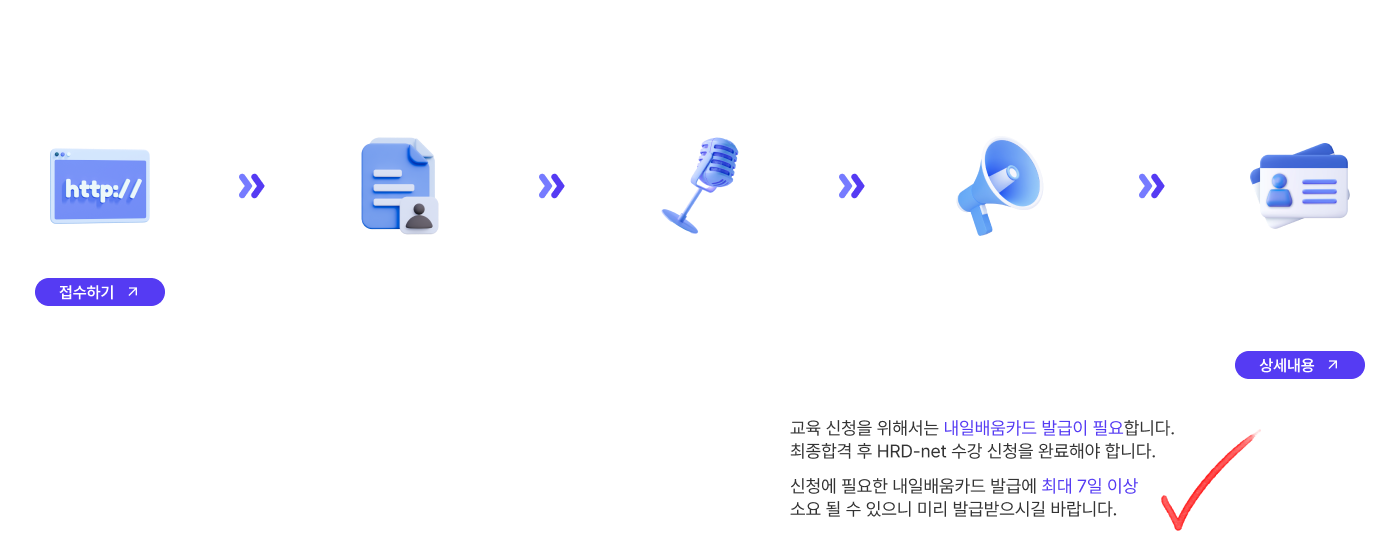 http://
접수하기
상세내용
교육 신청을 위해서는 내일배움카드 발급이 필요합니다.
최종합격 후 HRD-net 수강 신청을 완료해야 합니다.
신청에 필요한 내일배움카드 발급에 최대 7일 이상
소요 될 수 있으니 미리 발급받으시길 바랍니다.